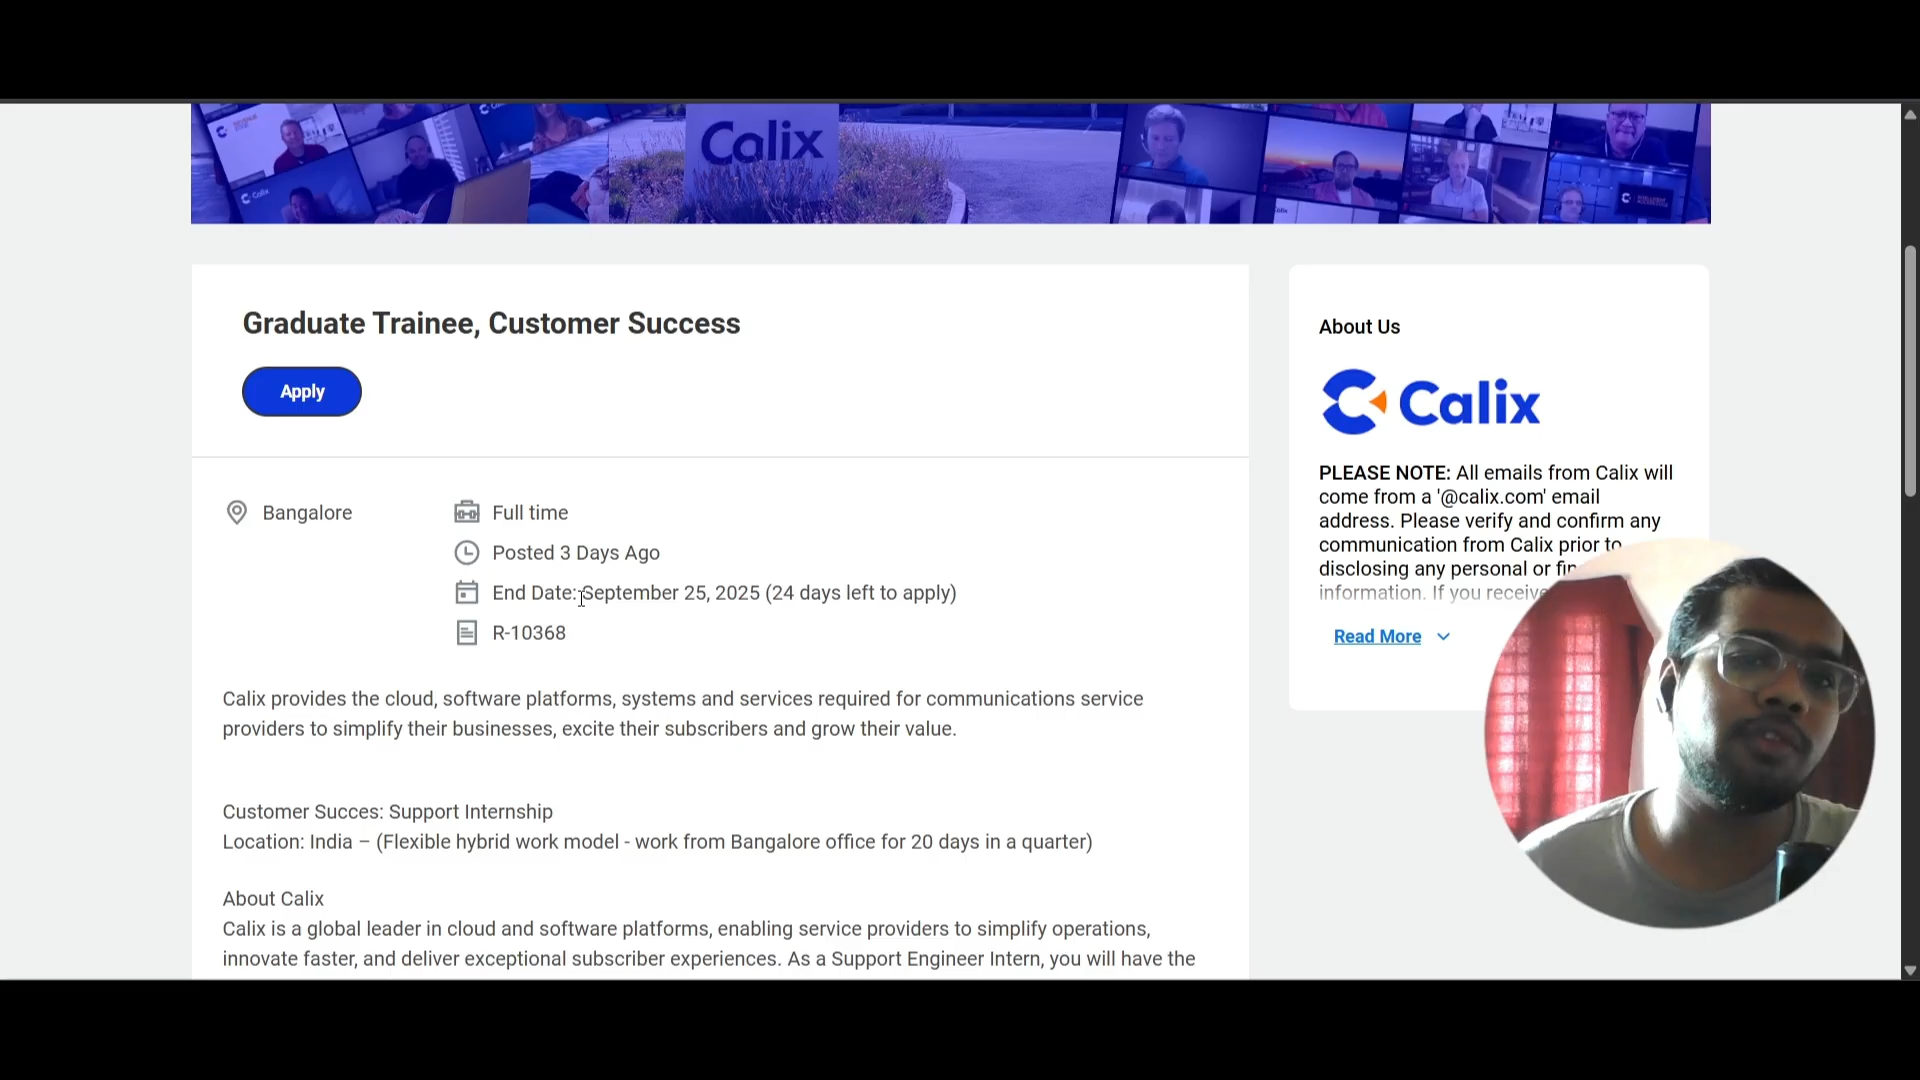 Calix
Graduate Trainee, Customer Success
Apply
Bangalore
Full time
Posted 3 Days Ago
End Date: September 25, 2025 (24 days left to apply)
R-10368
Calix provides the cloud, software platforms, systems and services required for communications service
providers to simplify their businesses, excite their subscribers and grow their value.
Customer Succes: Support Internship
Location: India – (Flexible hybrid work model - work from Bangalore office for 20 days in a quarter)
About Calix
Calix is a global leader in cloud and software platforms, enabling service providers to simplify operations,
innovate faster, and deliver exceptional subscriber experiences. As a Support Engineer Intern, you will have the
About Us
Calix
PLEASE NOTE: All emails from Calix will
come from a '@calix.com' email
address. Please verify and confirm any
communication from Calix prior to
disclosing any personal or
information. If you receive
Read More